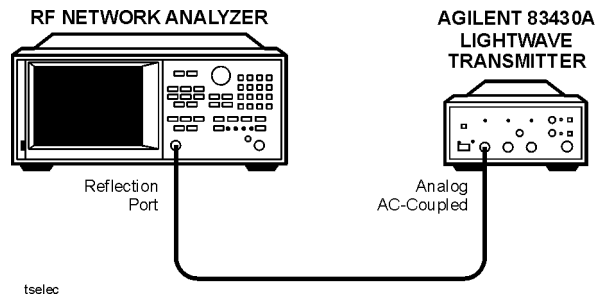 RF NETWORK ANALYZER
AGILENT 83430A
LIGHTWAVE
TRANSMITTER
Reflection
Port
Analog
AC-Coupled
tselec